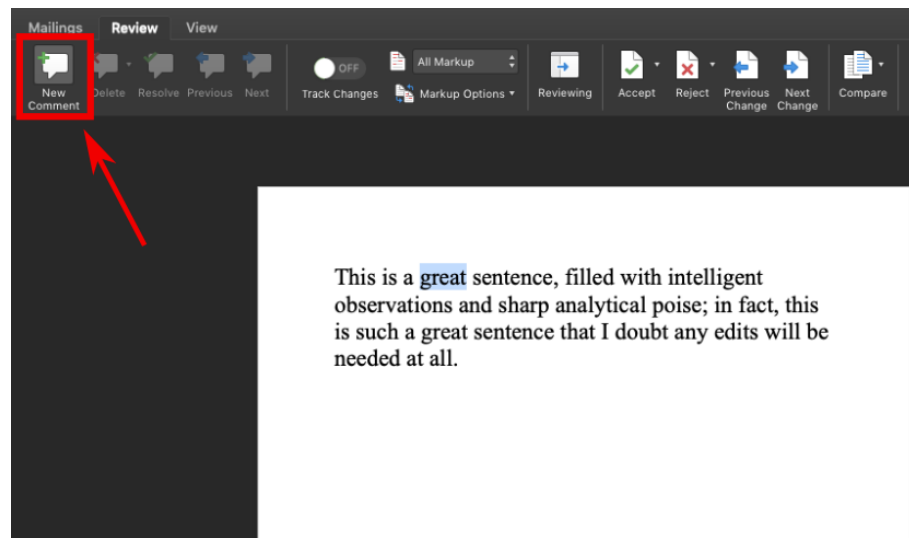 Mailings Review View
New Comment Delete Resolve Previous Next
OFF
Track Changes
All Markup
Markup Options
Reviewing
Accept
Reject
Previous Change
Next Change
Compare
This is a great sentence, filled with intelligent
observations and sharp analytical poise; in fact, this
is such a great sentence that I doubt any edits will be
needed at all.